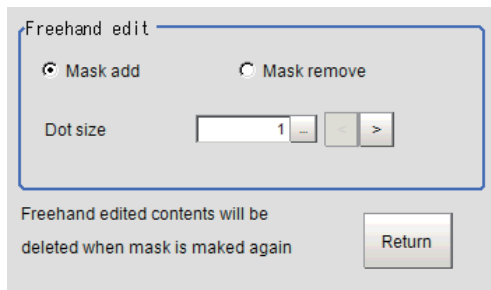 Freehand edit
Mask add Mask remove
Dot size 1 ... < >
Freehand edited contents will be
deleted when mask is maked again
Return